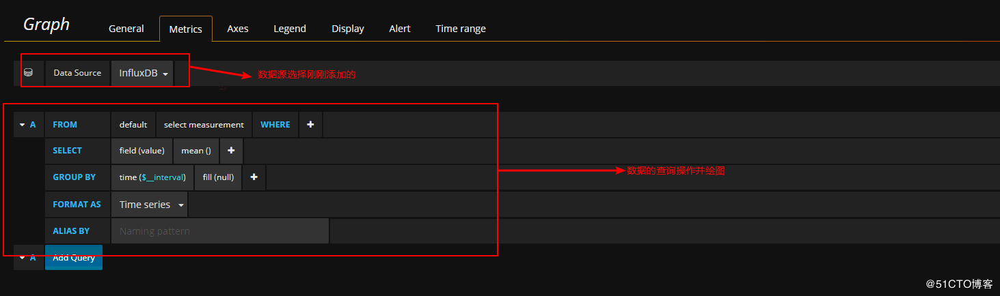 Graph General Metrics Axes Legend Display Alert Time range
Data Source InfluxDB
数据源选择刚刚添加的
A FROM default select measurement WHERE +
SELECT field (value) mean () +
GROUP BY time ($__interval) fill (null) +
数据的查询操作并绘图
FORMAT AS Time series
ALIAS BY Naming pattern
A Add Query
@51CTO博客